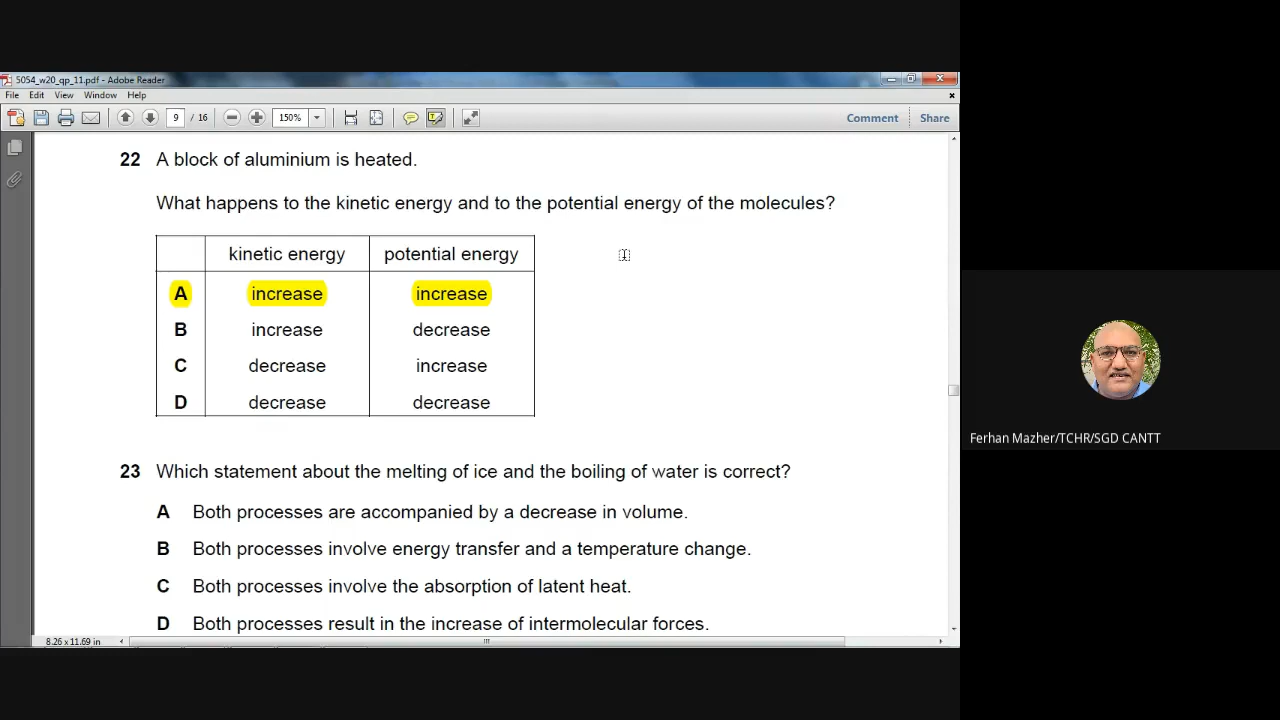 5054_w20_qp_11.pdf - Adobe Reader
File Edit View Window Help
9 / 16 150% Comment Share
22 A block of aluminium is heated.
What happens to the kinetic energy and to the potential energy of the molecules?
kinetic energy potential energy
A increase increase
B increase decrease
C decrease increase
D decrease decrease
23 Which statement about the melting of ice and the boiling of water is correct?
A Both processes are accompanied by a decrease in volume.
B Both processes involve energy transfer and a temperature change.
C Both processes involve the absorption of latent heat.
D Both processes result in the increase of intermolecular forces.
8.26 x 11.69 in
Ferhan Mazher/TCHR/SGD CANTT